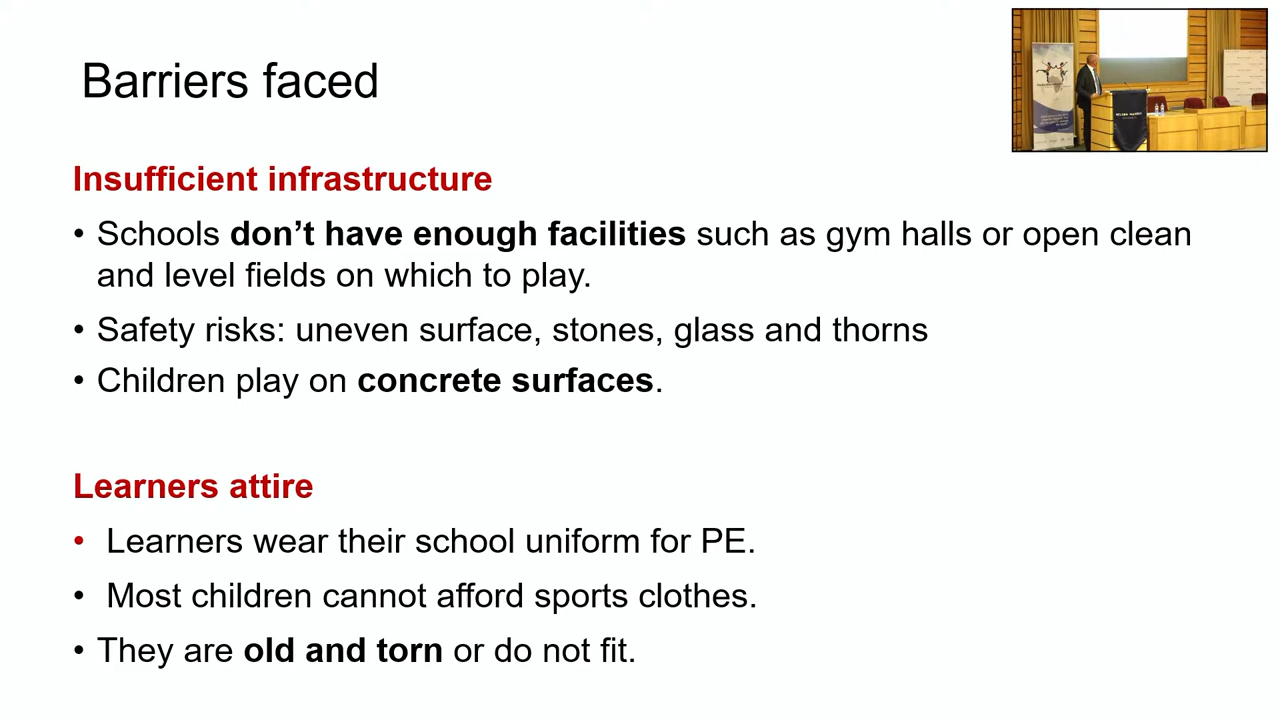 Barriers faced
Insufficient infrastructure
• Schools don’t have enough facilities such as gym halls or open clean
and level fields on which to play.
• Safety risks: uneven surface, stones, glass and thorns
• Children play on concrete surfaces.
Learners attire
• Learners wear their school uniform for PE.
• Most children cannot afford sports clothes.
• They are old and torn or do not fit.